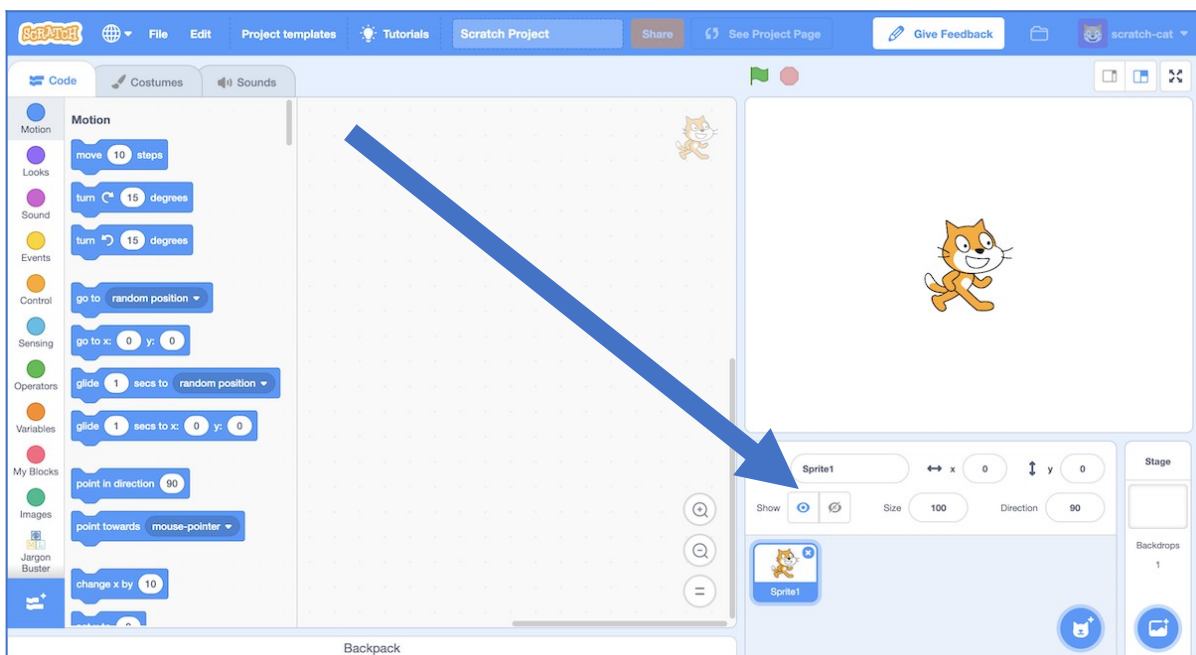 SCRATCH File Edit Project templates Tutorials Scratch Project Share See Project Page Give Feedback scratch-cat
Code Costumes Sounds
Motion
Looks
Sound
Events
Control
Sensing
Operators
Variables
My Blocks
Images
Jargon
Buster
Motion
move 10 steps
turn 15 degrees
turn 15 degrees
go to random position
go to x: 0 y: 0
glide 1 secs to random position
glide 1 secs to x: 0 y: 0
point in direction 90
point towards mouse-pointer
change x by 10
Backpack
Sprite1 x 0 y 0
Show Size 100 Direction 90
Sprite1
Stage
Backdrops
1